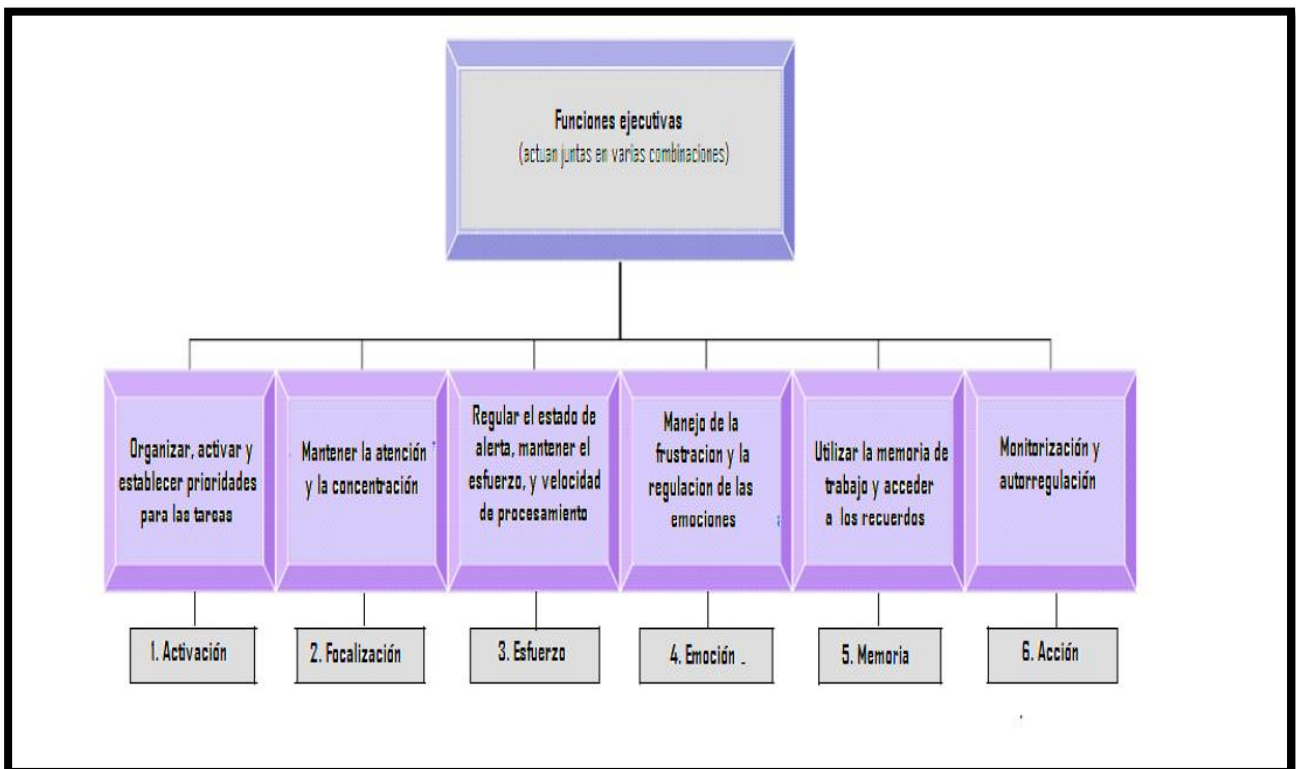 Funciones ejecutivas
(actuan juntas en varias combinaciones)
Organizar, activar y
establecer prioridades
para las tareas
Mantener la atención
y la concentración
Regular el estado de
alerta, mantener el
esfuerzo, y velocidad
de procesamiento
Manejo de la
frustracion y la
regulacion de las
emociones
Utilizar la memoria de
trabajo y acceder
a los recuerdos
Monitorización y
autorregulación
1. Activación
2. Focalización
3. Esfuerzo
4. Emoción
5. Memoria
6. Acción